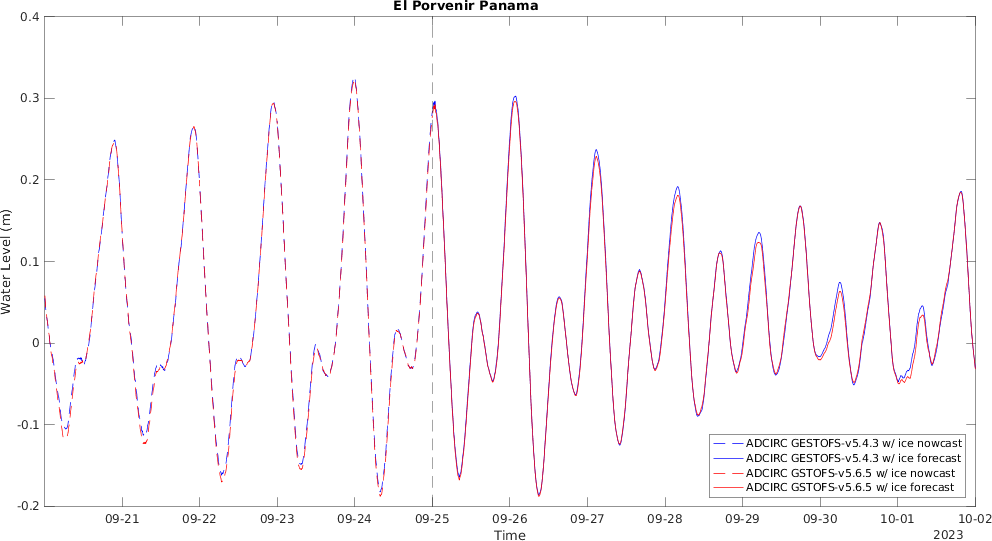 El Porvenir Panama
0.4
0.3
0.2
0.1
0
-0.1
-0.2
Water Level (m)
ADCIRC GESTOFS-v5.4.3 w/ ice nowcast
ADCIRC GESTOFS-v5.4.3 w/ ice forecast
ADCIRC GSTOFS-v5.6.5 w/ ice nowcast
ADCIRC GSTOFS-v5.6.5 w/ ice forecast
09-21 09-22 09-23 09-24 09-25 09-26 09-27 09-28 09-29 09-30 10-01 10-02
Time
2023